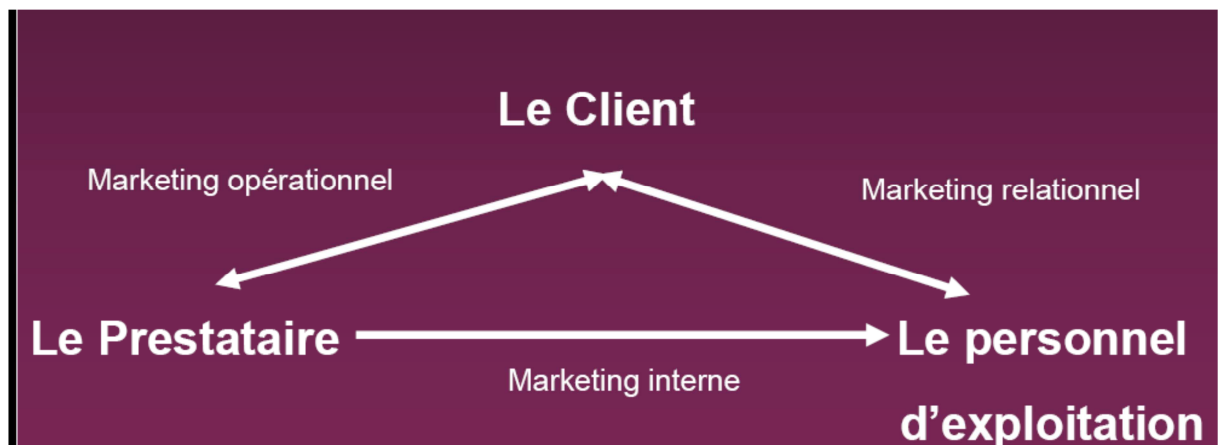 Le Client
Marketing opérationnel
Marketing relationnel
Le Prestataire
Le personnel
Marketing interne
d'exploitation